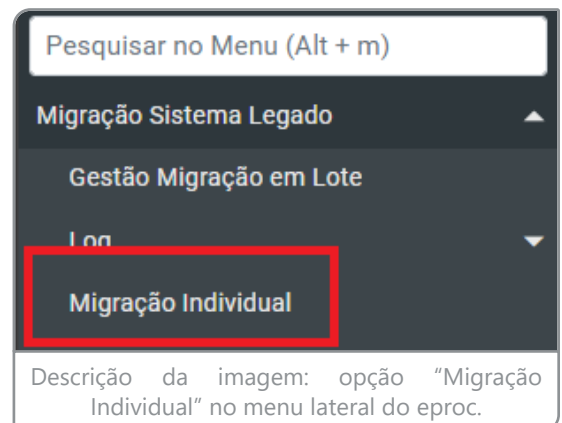 Pesquisar no Menu (Alt + m)
Migração Sistema Legado
Gestão Migração em Lote
Log
Migração Individual
Descrição da imagem: opção “Migração
Individual” no menu lateral do eproc.